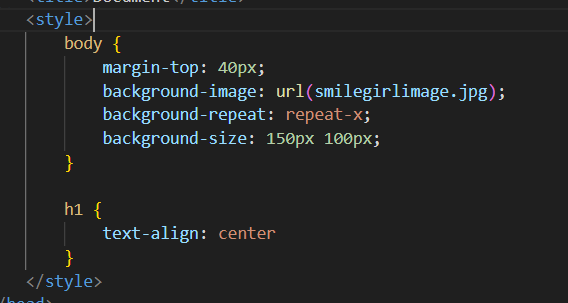 <title>Document</title>
<style>
body {
margin-top: 40px;
background-image: url(smilegirlimage.jpg);
background-repeat: repeat-x;
background-size: 150px 100px;
}
h1 {
text-align: center
}
</style>
</head>